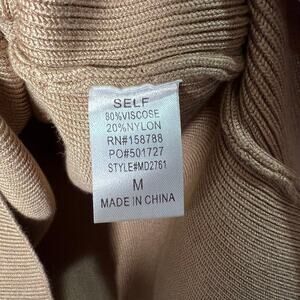 SELF
80%VISCOSE
20%NYLON
RN#158788
PO#501727
STYLE#MD2761
M
MADE IN CHINA